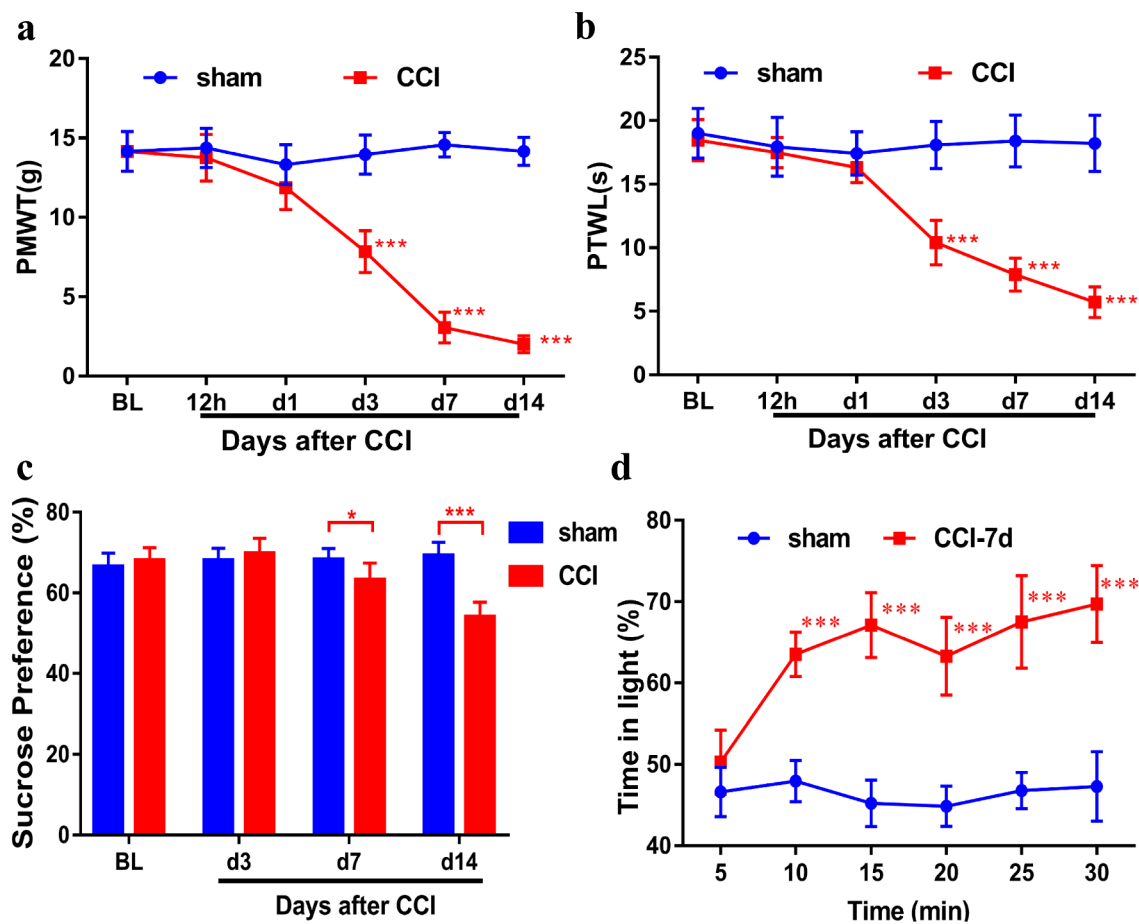 a
20
15
10
5
0
PMWT(g)
sham
CCI
***
***
***
BL 12h d1 d3 d7 d14
Days after CCI
b
25
20
15
10
5
0
PTWL(s)
sham
CCI
***
***
***
BL 12h d1 d3 d7 d14
Days after CCI
c
80
60
40
20
0
Sucrose Preference (%)
*
***
sham
CCI
BL d3 d7 d14
Days after CCI
d
80
70
60
50
40
Time in light (%)
sham
CCI-7d
***
***
***
***
***
5 10 15 20 25 30
Time (min)